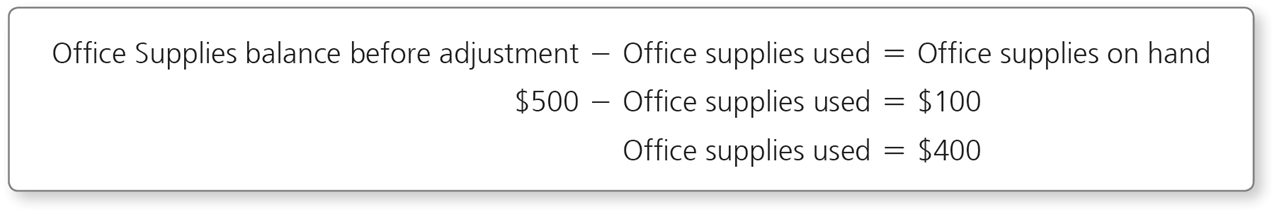 Office Supplies balance before adjustment − Office supplies used = Office supplies on hand
$500 − Office supplies used = $100
Office supplies used = $400